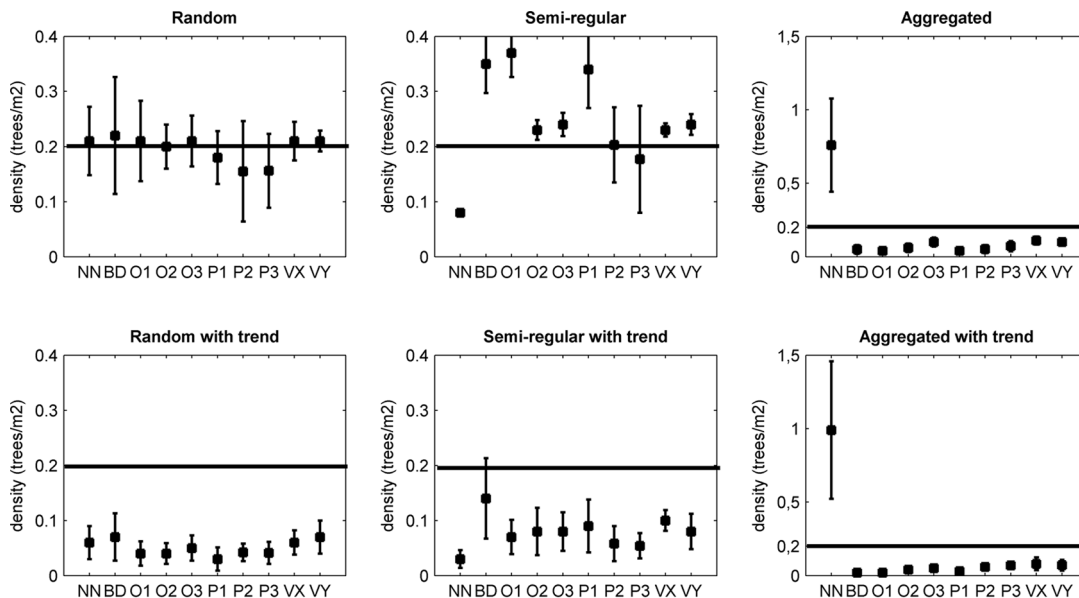 Random
density (trees/m2)
0.4
0.3
0.2
0.1
0
NN BD O1 O2 O3 P1 P2 P3 VX VY
Semi-regular
density (trees/m2)
0.4
0.3
0.2
0.1
0
NN BD O1 O2 O3 P1 P2 P3 VX VY
Aggregated
density (trees/m2)
1,5
1
0,5
0.2
0
NN BD O1 O2 O3 P1 P2 P3 VX VY
Random with trend
density (trees/m2)
0.4
0.3
0.2
0.1
0
NN BD O1 O2 O3 P1 P2 P3 VX VY
Semi-regular with trend
density (trees/m2)
0.4
0.3
0.2
0.1
0
NN BD O1 O2 O3 P1 P2 P3 VX VY
Aggregated with trend
density (trees/m2)
1,5
1
0,5
0,2
0
NN BD O1 O2 O3 P1 P2 P3 VX VY